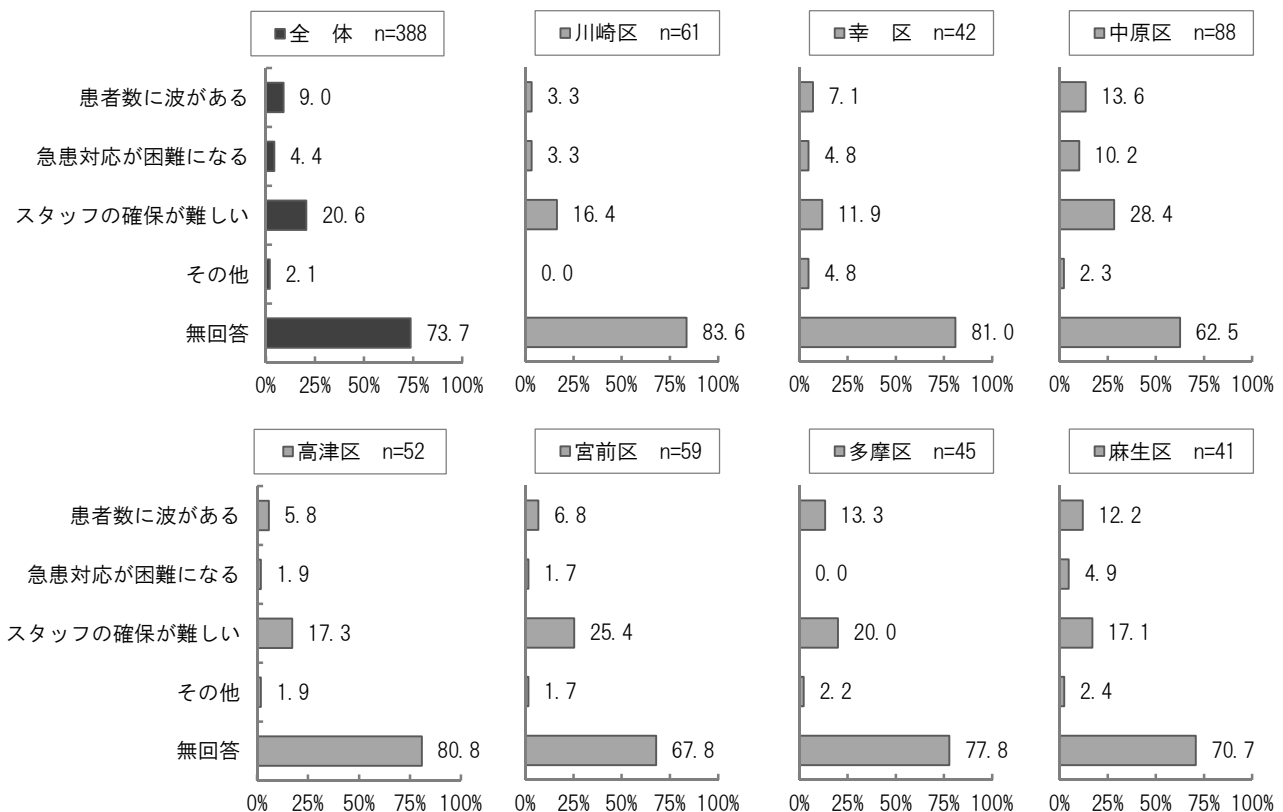 ■全　体　n=388
■川崎区　n=61
■幸　区　n=42
■中原区　n=88
患者数に波がある 9.0 3.3 7.1 13.6
急患対応が困難になる 4.4 3.3 4.8 10.2
スタッフの確保が難しい 20.6 16.4 11.9 28.4
その他 2.1 0.0 4.8 2.3
無回答 73.7 83.6 81.0 62.5
0% 25% 50% 75% 100% 0% 25% 50% 75% 100% 0% 25% 50% 75% 100% 0% 25% 50% 75% 100%
■高津区　n=52
■宮前区　n=59
■多摩区　n=45
■麻生区　n=41
患者数に波がある 5.8 6.8 13.3 12.2
急患対応が困難になる 1.9 1.7 0.0 4.9
スタッフの確保が難しい 17.3 25.4 20.0 17.1
その他 1.9 1.7 2.2 2.4
無回答 80.8 67.8 77.8 70.7
0% 25% 50% 75% 100% 0% 25% 50% 75% 100% 0% 25% 50% 75% 100% 0% 25% 50% 75% 100%